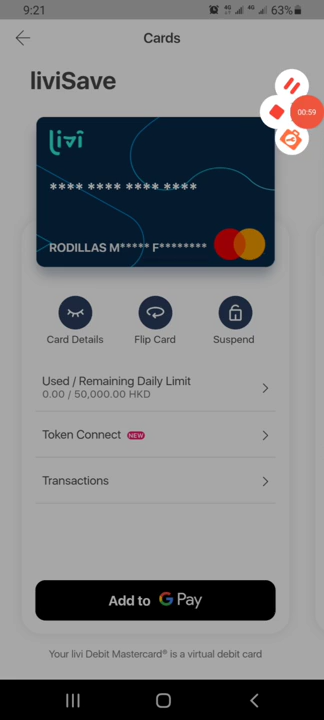 9:21
4G 4G 63%
Cards
liviSave
00:59
livi
**** **** **** ****
RODILLAS M***** F********
Card Details
Flip Card
Suspend
Used / Remaining Daily Limit
0.00 / 50,000.00 HKD
Token Connect NEW
Transactions
Add to G Pay
Your livi Debit Mastercard® is a virtual debit card